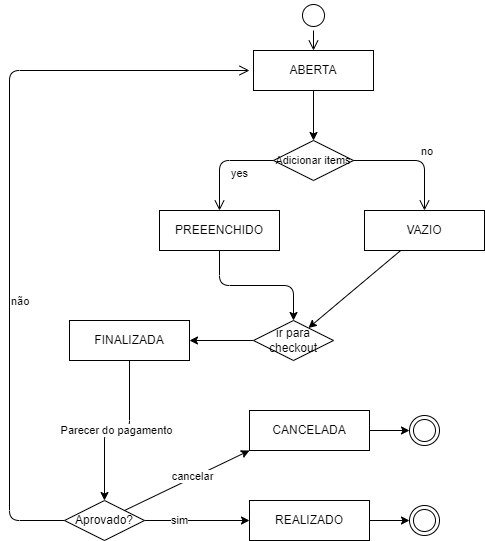 ABERTA
Adicionar items
yes
no
PREEENCHIDO
VAZIO
ir para
checkout
FINALIZADA
não
Parecer do pagamento
CANCELADA
cancelar
Aprovado?
sim
REALIZADO